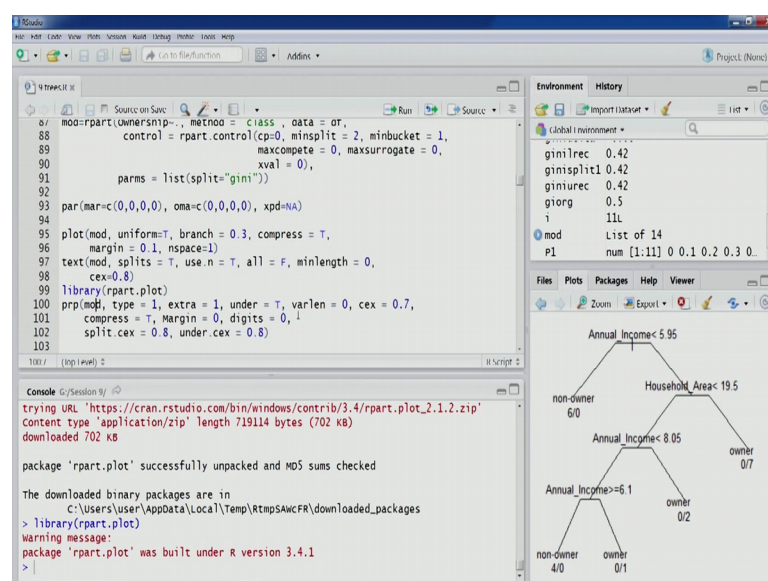 RStudio
File Edit Code View Plots Session Build Debug Profile Tools Help
Go to file/function
Addins
Project: (None)
9 trees.R
Source on Save
Run
Source
87 mod=rpart(Ownership~., method = "class", data = df,
88 control = rpart.control(cp=0, minsplit = 2, minbucket = 1,
89 maxcompete = 0, maxsurrogate = 0,
90 xval = 0),
91 parms = list(split="gini"))
92
93 par(mar=c(0,0,0,0), oma=c(0,0,0,0), xpd=NA)
94
95 plot(mod, uniform=T, branch = 0.3, compress = T,
96 margin = 0.1, nspace=1)
97 text(mod, splits = T, use.n = T, all = F, minlength = 0,
98 cex=0.8)
99 library(rpart.plot)
100 prp(mod, type = 1, extra = 1, under = T, varlen = 0, cex = 0.7,
101 compress = T, Margin = 0, digits = 0,
102 split.cex = 0.8, under.cex = 0.8)
103
100:7 (Top Level)
R Script
Console G:/Session 9/
trying URL 'https://cran.rstudio.com/bin/windows/contrib/3.4/rpart.plot_2.1.2.zip'
Content type 'application/zip' length 719114 bytes (702 KB)
downloaded 702 KB
package 'rpart.plot' successfully unpacked and MD5 sums checked
The downloaded binary packages are in
C:\Users\user\AppData\Local\Temp\RtmpSAWcFR\downloaded_packages
> library(rpart.plot)
Warning message:
package 'rpart.plot' was built under R version 3.4.1
>
Environment History
Import Dataset
List
Global Environment
ginilrec 0.42
ginisplit1 0.42
giniurec 0.42
giorg 0.5
i 11L
mod List of 14
P1 num [1:11] 0 0.1 0.2 0.3 0…
Files Plots Packages Help Viewer
Zoom Export
Annual_Income< 5.95
non-owner
6/0
Household_Area< 19.5
Annual_Income< 8.05
owner
0/7
Annual_Income>=6.1
owner
0/2
non-owner
4/0
owner
0/1